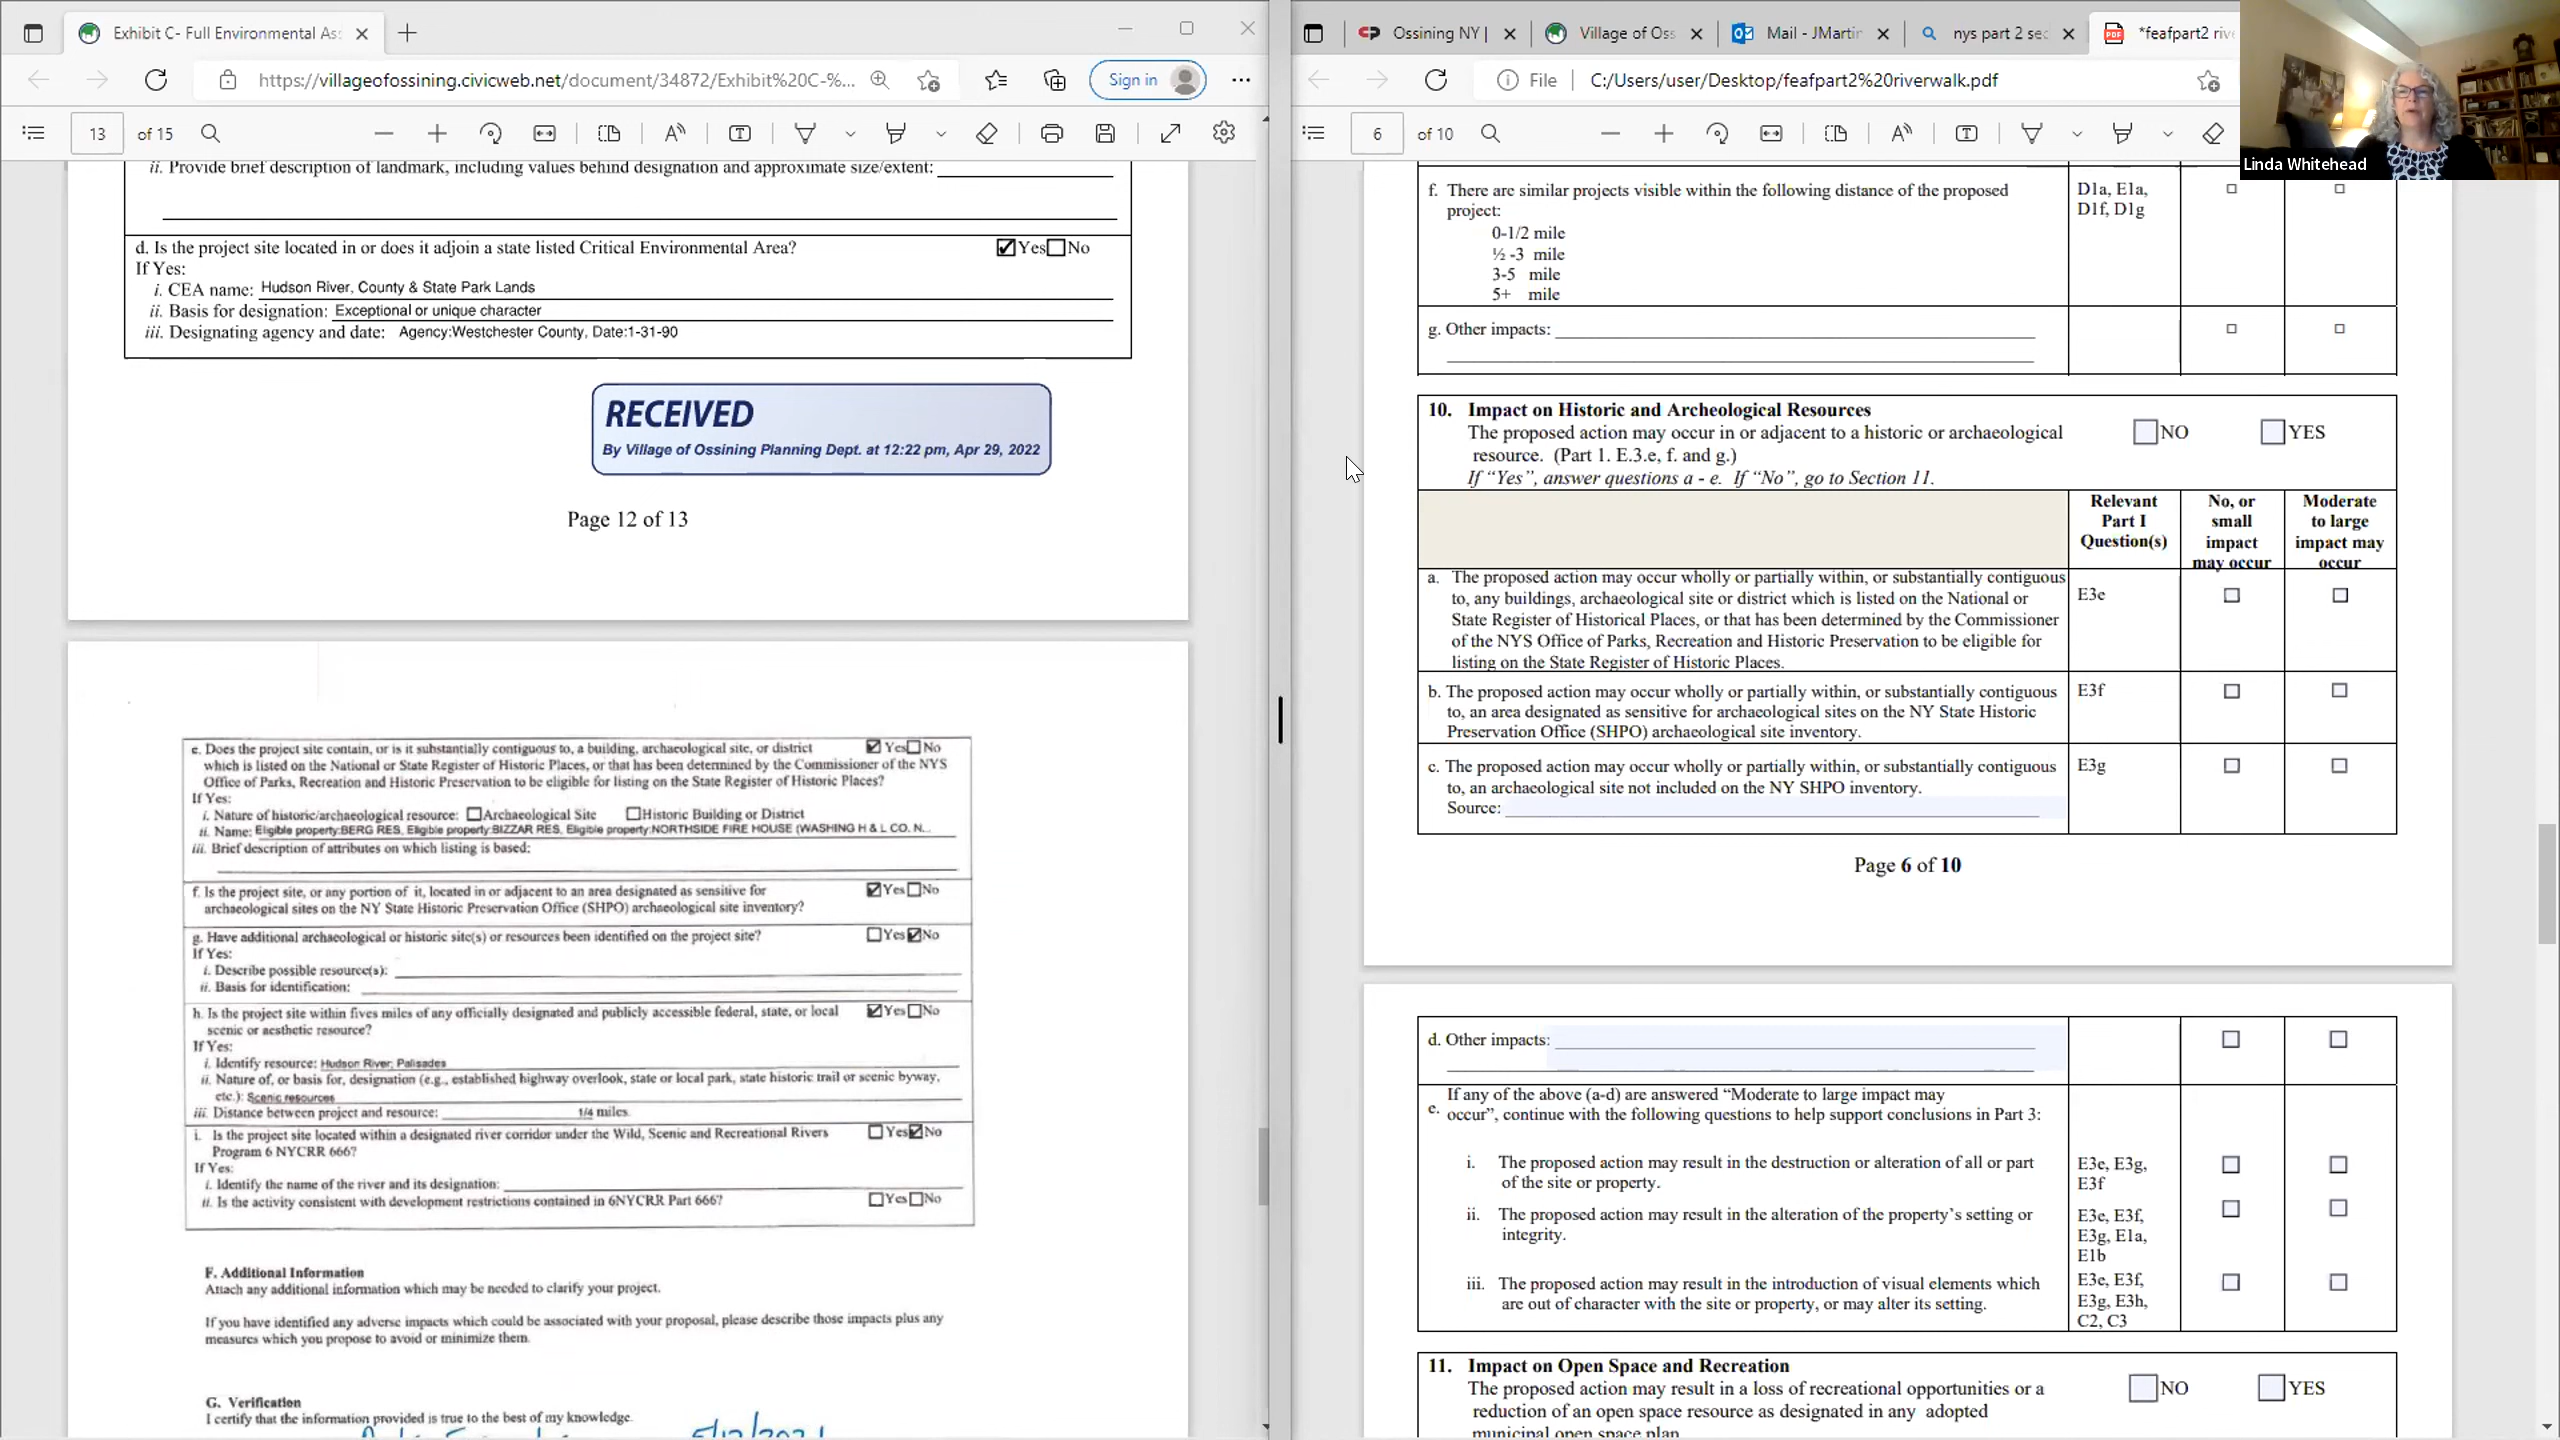 Exhibit C- Full Environmental As
https://villageofossining.civicweb.net/document/34872/Exhibit%20C-%...
Sign in
13 of 15
ii. Provide brief description of landmark, including values behind designation and approximate size/extent:
d. Is the project site located in or does it adjoin a state listed Critical Environmental Area? Yes No
If Yes:
i. CEA name: Hudson River, County & State Park Lands
ii. Basis for designation: Exceptional or unique character
iii. Designating agency and date: Agency:Westchester County, Date:1-31-90
RECEIVED
By Village of Ossining Planning Dept. at 12:22 pm, Apr 29, 2022
Page 12 of 13
e. Does the project site contain, or is it substantially contiguous to, a building, archaeological site, or district Yes No
which is listed on the National or State Register of Historic Places, or that has been determined by the Commissioner of the NYS
Office of Parks, Recreation and Historic Preservation to be eligible for listing on the State Register of Historic Places?
If Yes:
i. Nature of historic/archaeological resource: Archaeological Site Historic Building or District
ii. Name: Eligible property:BERG RES, Eligible property:BIZZAR RES, Eligible property:NORTHSIDE FIRE HOUSE (WASHING H & L CO. N...
iii. Brief description of attributes on which listing is based:
f. Is the project site, or any portion of it, located in or adjacent to an area designated as sensitive for Yes No
archaeological sites on the NY State Historic Preservation Office (SHPO) archaeological site inventory?
g. Have additional archaeological or historic site(s) or resources been identified on the project site? Yes No
If Yes:
i. Describe possible resource(s):
ii. Basis for identification:
h. Is the project site within fives miles of any officially designated and publicly accessible federal, state, or local Yes No
scenic or aesthetic resource?
If Yes:
i. Identify resource: Hudson River; Palisades
ii. Nature of, or basis for, designation (e.g., established highway overlook, state or local park, state historic trail or scenic byway,
etc.): Scenic resources
iii. Distance between project and resource: 1/4 miles.
i. Is the project site located within a designated river corridor under the Wild, Scenic and Recreational Rivers Yes No
Program 6 NYCRR 666?
If Yes:
i. Identify the name of the river and its designation:
ii. Is the activity consistent with development restrictions contained in 6NYCRR Part 666? Yes No
F. Additional Information
Attach any additional information which may be needed to clarify your project.
If you have identified any adverse impacts which could be associated with your proposal, please describe those impacts plus any
measures which you propose to avoid or minimize them.
G. Verification
I certify that the information provided is true to the best of my knowledge.
Ossining NY |
Village of Oss
Mail - JMartin
nys part 2 sec
*feafpart2 rive
File C:/Users/user/Desktop/feafpart2%20riverwalk.pdf
6 of 10
Linda Whitehead
f. There are similar projects visible within the following distance of the proposed D1a, E1a,
project: D1f, D1g
0-1/2 mile
½ -3 mile
3-5 mile
5+ mile
g. Other impacts:
10. Impact on Historic and Archeological Resources
The proposed action may occur in or adjacent to a historic or archaeological NO YES
resource. (Part 1. E.3.e, f. and g.)
If “Yes”, answer questions a - e. If “No”, go to Section 11.
Relevant No, or Moderate
Part I small to large
Question(s) impact impact may
may occur occur
a. The proposed action may occur wholly or partially within, or substantially contiguous E3e
to, any buildings, archaeological site or district which is listed on the National or
State Register of Historical Places, or that has been determined by the Commissioner
of the NYS Office of Parks, Recreation and Historic Preservation to be eligible for
listing on the State Register of Historic Places.
b. The proposed action may occur wholly or partially within, or substantially contiguous E3f
to, an area designated as sensitive for archaeological sites on the NY State Historic
Preservation Office (SHPO) archaeological site inventory.
c. The proposed action may occur wholly or partially within, or substantially contiguous E3g
to, an archaeological site not included on the NY SHPO inventory.
Source:
Page 6 of 10
d. Other impacts:
If any of the above (a-d) are answered “Moderate to large impact may
e. occur”, continue with the following questions to help support conclusions in Part 3:
i. The proposed action may result in the destruction or alteration of all or part E3e, E3g,
of the site or property. E3f
ii. The proposed action may result in the alteration of the property’s setting or E3e, E3f,
integrity. E3g, E1a,
E1b
iii. The proposed action may result in the introduction of visual elements which E3e, E3f,
are out of character with the site or property, or may alter its setting. E3g, E3h,
C2, C3
11. Impact on Open Space and Recreation
The proposed action may result in a loss of recreational opportunities or a NO YES
reduction of an open space resource as designated in any adopted
municipal open space plan.